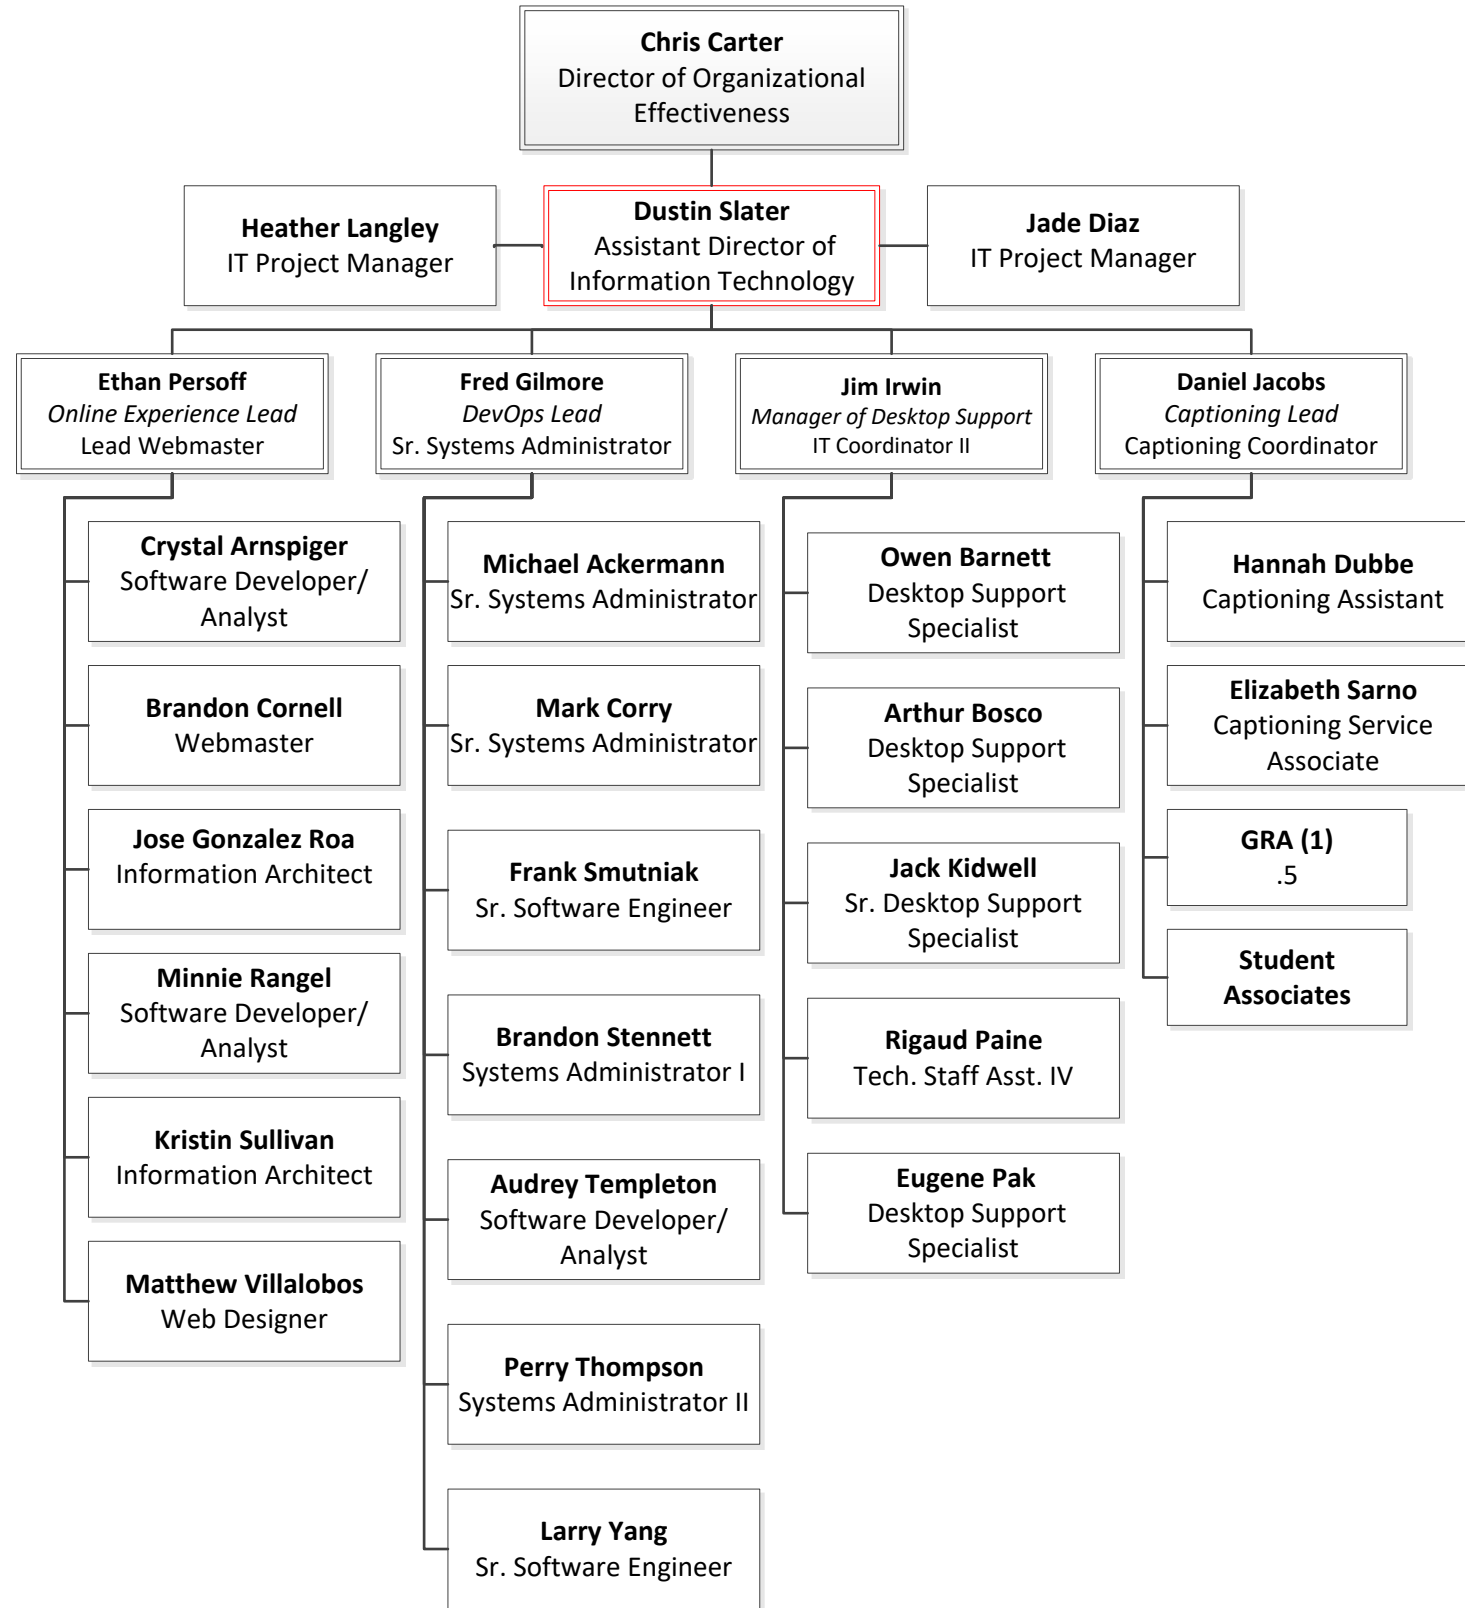 Chris Carter
Director of Organizational
Effectiveness
Heather Langley
IT Project Manager
Dustin Slater
Assistant Director of
Information Technology
Jade Diaz
IT Project Manager
Ethan Persoff
Online Experience Lead
Lead Webmaster
Fred Gilmore
DevOps Lead
Sr. Systems Administrator
Jim Irwin
Manager of Desktop Support
IT Coordinator II
Daniel Jacobs
Captioning Lead
Captioning Coordinator
Crystal Arnspiger
Software Developer/
Analyst
Brandon Cornell
Webmaster
Jose Gonzalez Roa
Information Architect
Minnie Rangel
Software Developer/
Analyst
Kristin Sullivan
Information Architect
Matthew Villalobos
Web Designer
Michael Ackermann
Sr. Systems Administrator
Mark Corry
Sr. Systems Administrator
Frank Smutniak
Sr. Software Engineer
Brandon Stennett
Systems Administrator I
Audrey Templeton
Software Developer/
Analyst
Perry Thompson
Systems Administrator II
Larry Yang
Sr. Software Engineer
Owen Barnett
Desktop Support
Specialist
Arthur Bosco
Desktop Support
Specialist
Jack Kidwell
Sr. Desktop Support
Specialist
Rigaud Paine
Tech. Staff Asst. IV
Eugene Pak
Desktop Support
Specialist
Hannah Dubbe
Captioning Assistant
Elizabeth Sarno
Captioning Service
Associate
GRA (1)
.5
Student
Associates